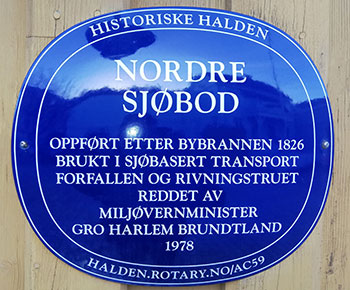 HISTORISKE HALDEN
NORDRE
SJØBOD
OPPFØRT ETTER BYBRANNEN 1826
BRUKT I SJØBASERT TRANSPORT
FORFALLEN OG RIVNINGSTRUET
REDDET AV
MILJØVERNMINISTER
GRO HARLEM BRUNDTLAND
1978
HALDEN.ROTARY.NO/AC59